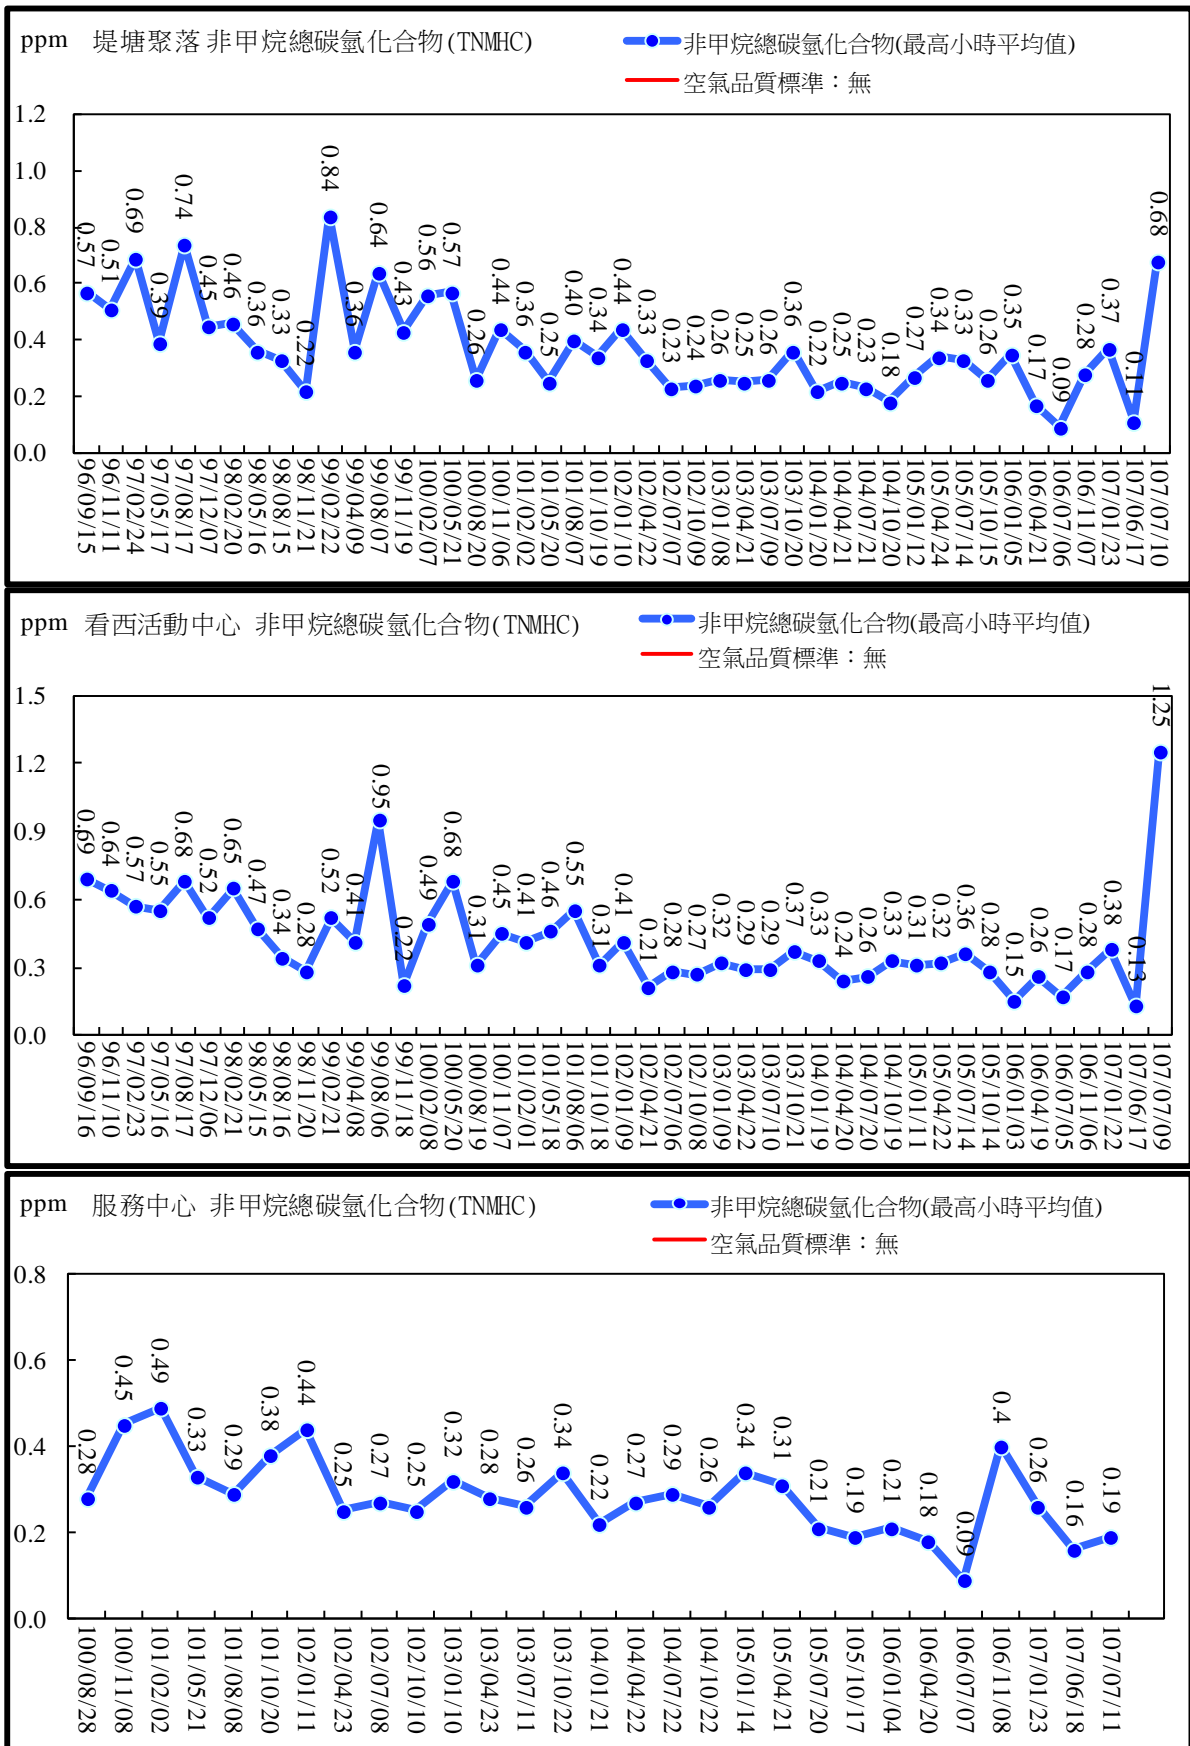 ppm 堤塘聚落 非甲烷總碳氫化合物(TNMHC)
非甲烷總碳氫化合物(最高小時平均值)
空氣品質標準：無
1.2
1.0
0.8
0.6
0.4
0.2
0.0
0.57 0.51 0.69 0.39 0.74 0.45 0.46 0.36 0.33 0.22 0.84 0.36 0.64 0.43 0.56 0.57 0.26 0.44 0.36 0.25 0.40 0.34 0.44 0.33 0.23 0.24 0.26 0.25 0.26 0.36 0.22 0.25 0.23 0.18 0.27 0.34 0.33 0.26 0.35 0.17 0.09 0.28 0.37 0.11 0.68
96/09/15 96/11/11 97/02/24 97/05/17 97/08/17 97/12/07 98/02/20 98/05/16 98/08/15 98/11/21 99/02/22 99/04/09 99/08/07 99/11/19 100/02/07 100/05/21 100/08/20 100/11/06 101/02/02 101/05/20 101/08/07 101/10/19 102/01/10 102/04/22 102/07/07 102/10/09 103/01/08 103/04/21 103/07/09 103/10/20 104/01/20 104/04/21 104/07/21 104/10/20 105/01/12 105/04/24 105/07/14 105/10/15 106/01/05 106/04/21 106/07/06 106/11/07 107/01/23 107/06/17 107/07/10
ppm 看西活動中心 非甲烷總碳氫化合物(TNMHC)
非甲烷總碳氫化合物(最高小時平均值)
空氣品質標準：無
1.5
1.2
0.9
0.6
0.3
0.0
0.69 0.64 0.57 0.55 0.68 0.52 0.65 0.47 0.34 0.28 0.52 0.41 0.95 0.22 0.49 0.68 0.31 0.45 0.41 0.46 0.55 0.31 0.41 0.21 0.28 0.27 0.32 0.29 0.29 0.37 0.33 0.24 0.26 0.33 0.31 0.32 0.36 0.28 0.15 0.26 0.17 0.28 0.38 0.13 1.25
96/09/16 96/11/10 97/02/23 97/05/16 97/08/17 97/12/06 98/02/21 98/05/15 98/08/16 98/11/20 99/02/21 99/04/08 99/08/06 99/11/18 100/02/08 100/05/20 100/08/19 100/11/07 101/02/01 101/05/18 101/08/06 101/10/18 102/01/09 102/04/21 102/07/06 102/10/08 103/01/09 103/04/22 103/07/10 103/10/21 104/01/19 104/04/20 104/07/20 104/10/19 105/01/11 105/04/22 105/07/14 105/10/14 106/01/03 106/04/19 106/07/05 106/11/06 107/01/22 107/06/17 107/07/09
ppm 服務中心 非甲烷總碳氫化合物(TNMHC)
非甲烷總碳氫化合物(最高小時平均值)
空氣品質標準：無
0.8
0.6
0.4
0.2
0.0
0.28 0.45 0.49 0.33 0.29 0.38 0.44 0.25 0.27 0.25 0.32 0.28 0.26 0.34 0.22 0.27 0.29 0.26 0.34 0.31 0.21 0.19 0.21 0.18 0.09 0.4 0.26 0.16 0.19
100/08/28 100/11/08 101/02/02 101/05/21 101/08/08 101/10/20 102/01/11 102/04/23 102/07/08 102/10/10 103/01/10 103/04/23 103/07/11 103/10/22 104/01/21 104/04/22 104/07/22 104/10/22 105/01/14 105/04/21 105/07/20 105/10/17 106/01/04 106/04/20 106/07/07 106/11/08 107/01/23 107/06/18 107/07/11